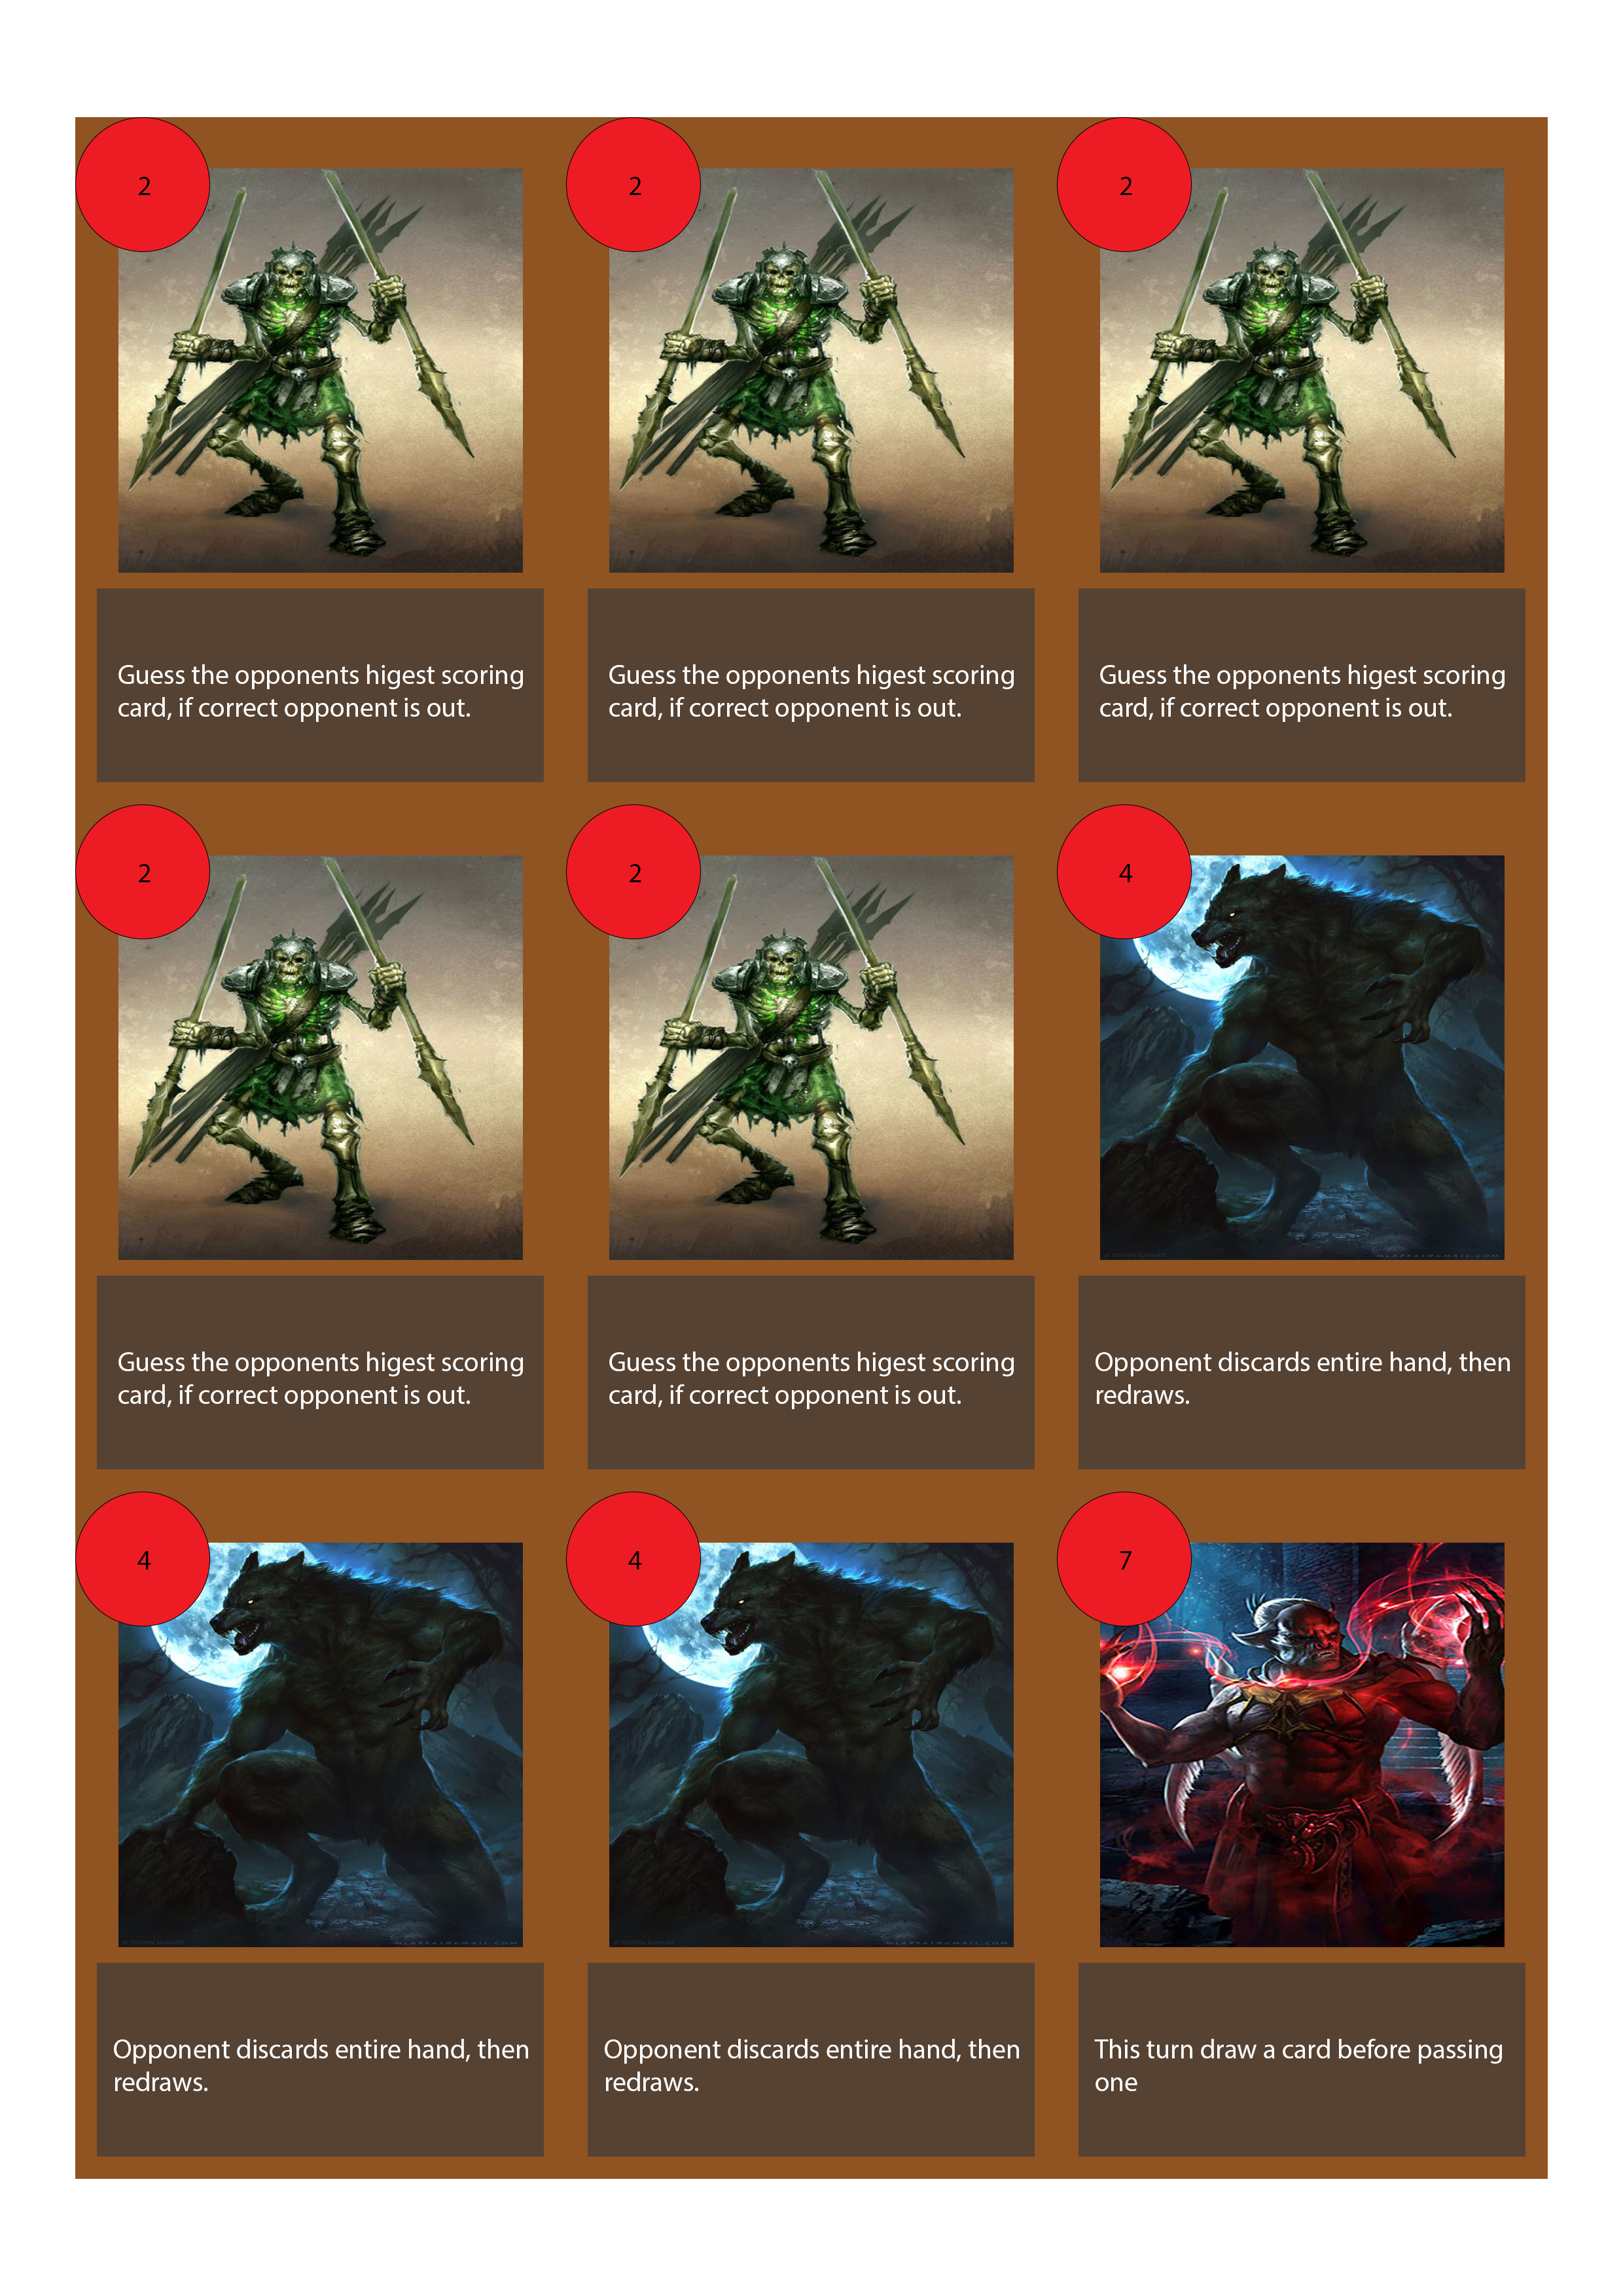 2
2
2
Guess the opponents higest scoring
card, if correct opponent is out.
Guess the opponents higest scoring
card, if correct opponent is out.
Guess the opponents higest scoring
card, if correct opponent is out.
2
2
4
Guess the opponents higest scoring
card, if correct opponent is out.
Guess the opponents higest scoring
card, if correct opponent is out.
Opponent discards entire hand, then
redraws.
4
4
7
Opponent discards entire hand, then
redraws.
Opponent discards entire hand, then
redraws.
This turn draw a card before passing
one